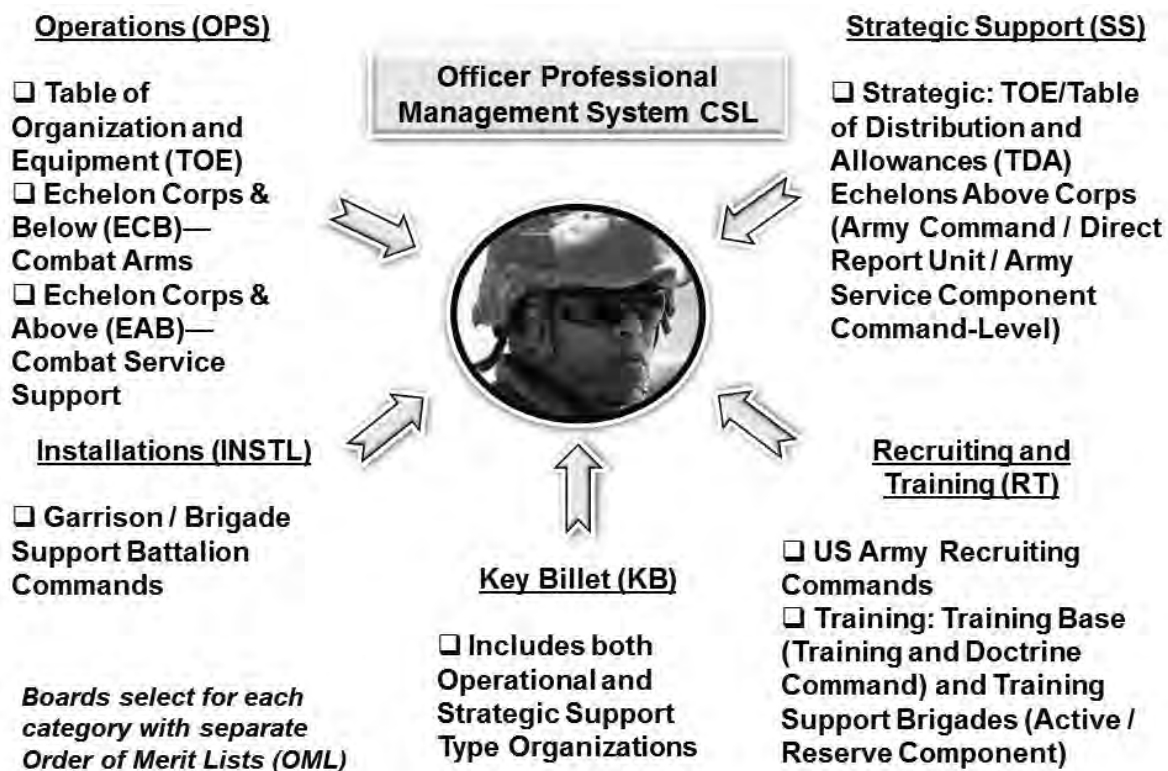 Operations (OPS)
❑ Table of
Organization and
Equipment (TOE)
❑ Echelon Corps &
Below (ECB)—
Combat Arms
❑ Echelon Corps &
Above (EAB)—
Combat Service
Support
Officer Professional
Management System CSL
Strategic Support (SS)
❑ Strategic: TOE/Table
of Distribution and
Allowances (TDA)
Echelons Above Corps
(Army Command / Direct
Report Unit / Army
Service Component
Command-Level)
Installations (INSTL)
❑ Garrison / Brigade
Support Battalion
Commands
Boards select for each
category with separate
Order of Merit Lists (OML)
Key Billet (KB)
❑ Includes both
Operational and
Strategic Support
Type Organizations
Recruiting and
Training (RT)
❑ US Army Recruiting
Commands
❑ Training: Training Base
(Training and Doctrine
Command) and Training
Support Brigades (Active /
Reserve Component)